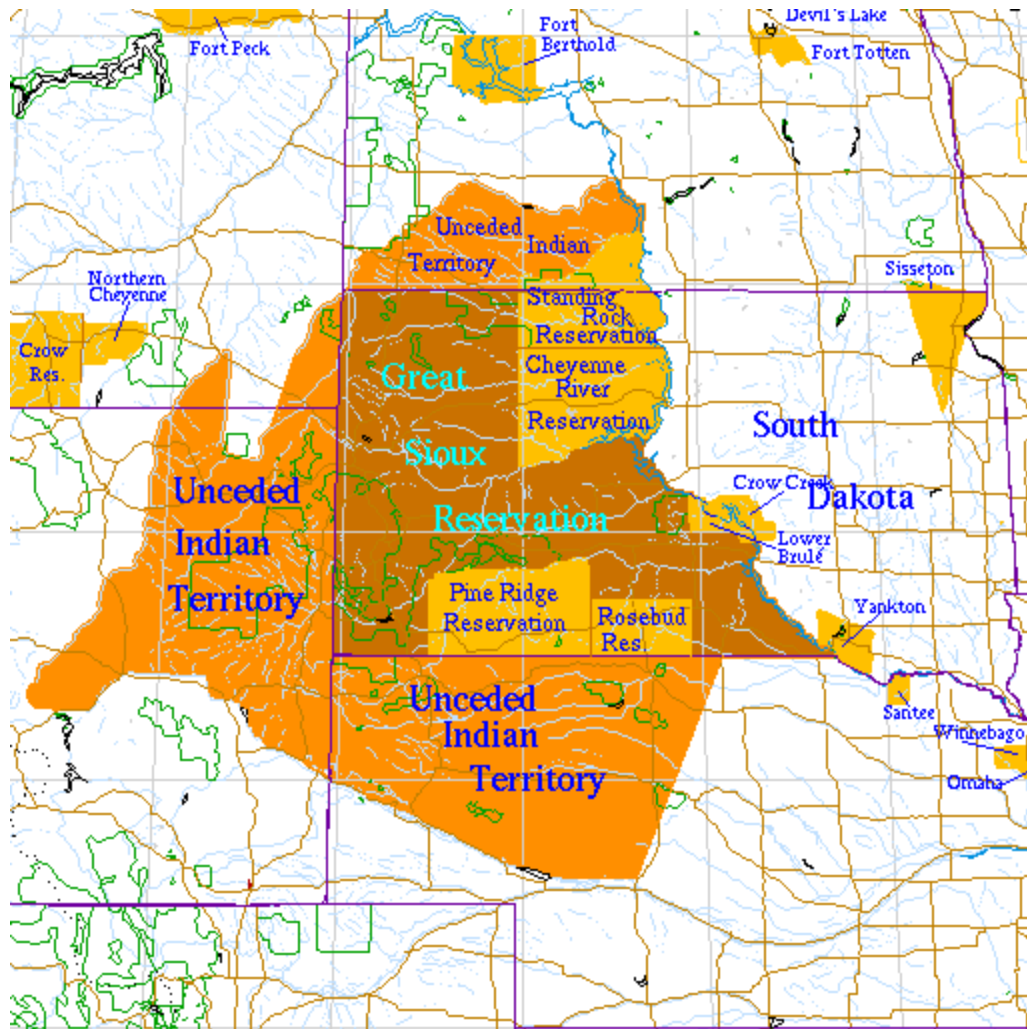 Devil's Lake
Fort
Berthold
Fort Peck
Fort Totten
Unceded
Indian
Territory
Sisseton
Northern
Cheyenne
Standing
Rock
Reservation
Crow
Res.
Cheyenne
River
Reservation
Great
Sioux
Reservation
South
Dakota
Crow Creek
Lower
Brulé
Unceded
Indian
Territory
Pine Ridge
Reservation
Rosebud
Res.
Yankton
Santee
Unceded
Indian
Territory
Winnebago
Omaha